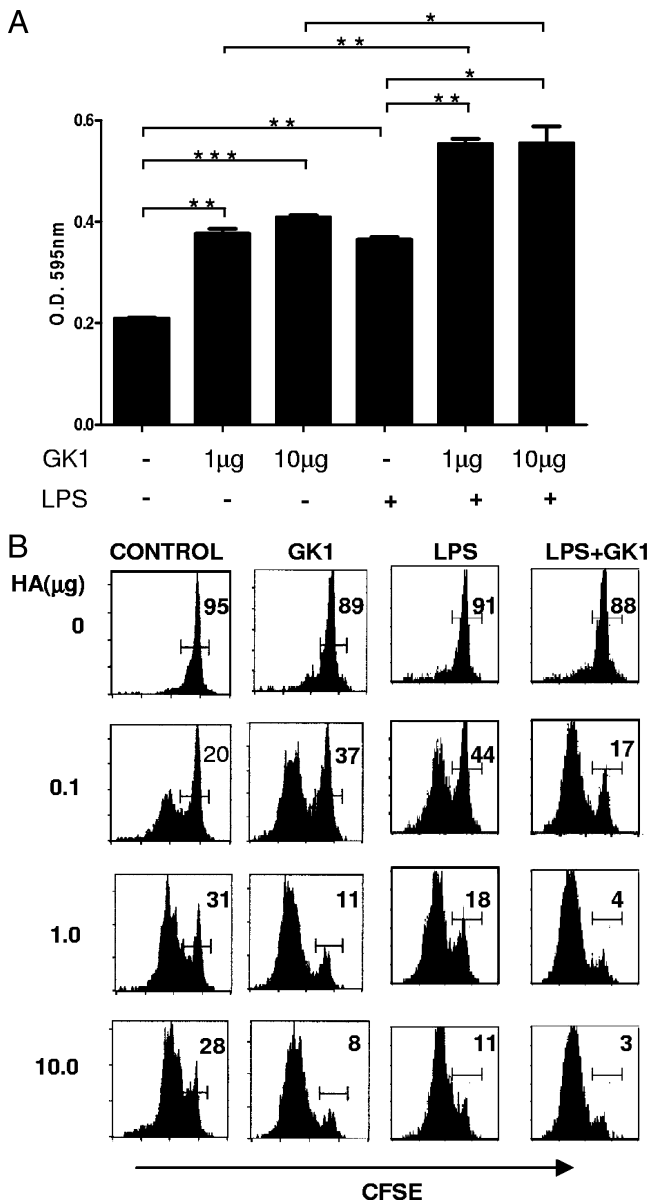 A
*
* *
*
* *
* *
* * *
* *
0.6
0.4
0.2
0.0
O.D. 595nm
GK1 - 1µg 10µg - 1µg 10µg
LPS - - - + + +
B
CONTROL GK1 LPS LPS+GK1
HA(µg)
0 95 89 91 88
0.1 20 37 44 17
1.0 31 11 18 4
10.0 28 8 11 3
CFSE